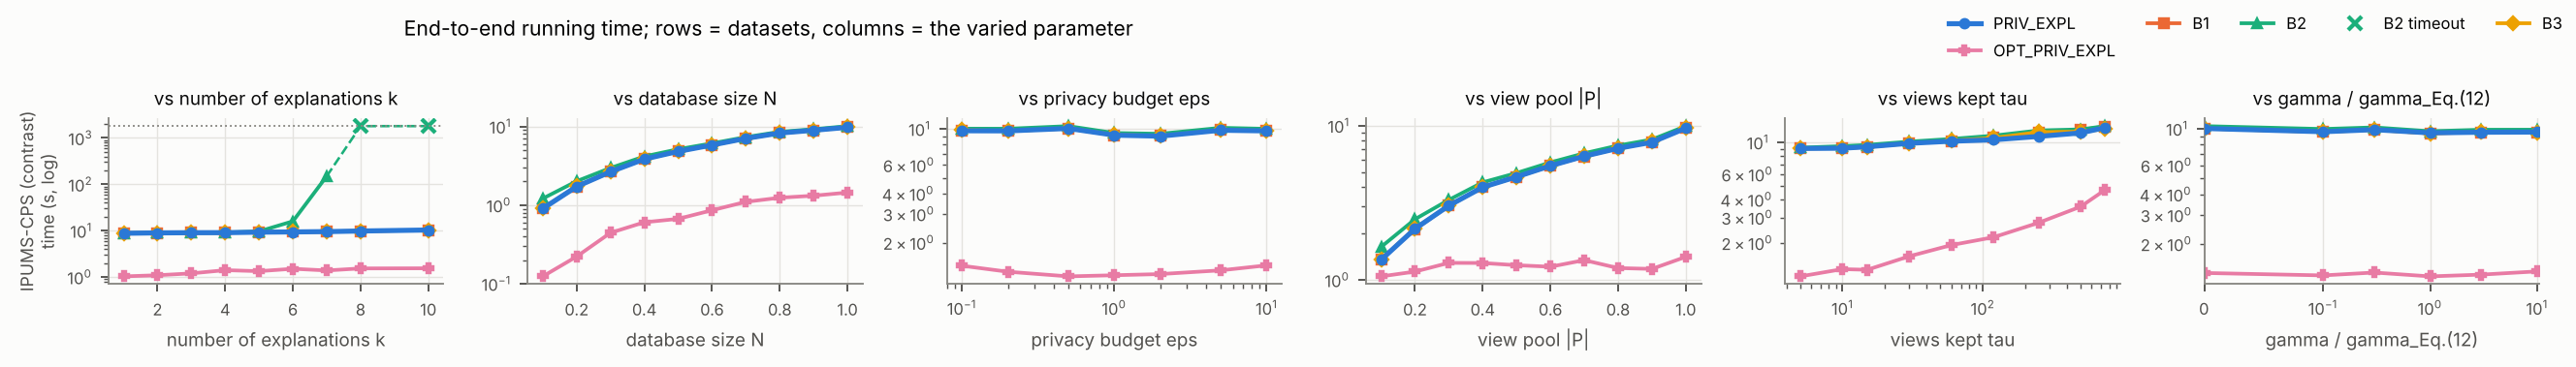 End-to-end running time; rows = datasets, columns = the varied parameter
PRIV_EXPL
B1
B2
B2 timeout
B3
OPT_PRIV_EXPL
IPUMS-CPS (contrast)
time (s, log)
vs number of explanations k
10³
10²
10¹
10⁰
2 4 6 8 10
number of explanations k
vs database size N
10¹
10⁰
10⁻¹
0.2 0.4 0.6 0.8 1.0
database size N
vs privacy budget eps
10¹
6 × 10⁰
4 × 10⁰
3 × 10⁰
2 × 10⁰
10⁻¹ 10⁰ 10¹
privacy budget eps
vs view pool |P|
10¹
10⁰
0.2 0.4 0.6 0.8 1.0
view pool |P|
vs views kept tau
10¹
6 × 10⁰
4 × 10⁰
3 × 10⁰
2 × 10⁰
10¹ 10²
views kept tau
vs gamma / gamma_Eq.(12)
10¹
6 × 10⁰
4 × 10⁰
3 × 10⁰
2 × 10⁰
0 10⁻¹ 10⁰ 10¹
gamma / gamma_Eq.(12)